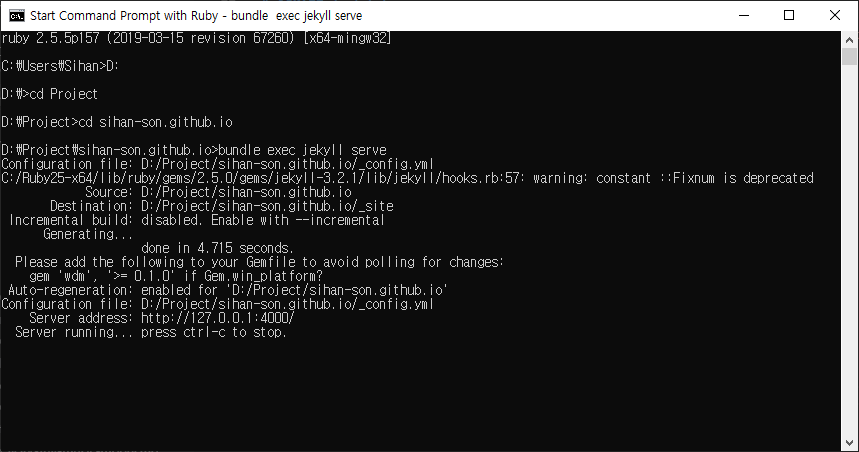 Start Command Prompt with Ruby - bundle  exec jekyll serve
ruby 2.5.5p157 (2019-03-15 revision 67260) [x64-mingw32]
C:₩Users₩Sihan>D:
D:₩>cd Project
D:₩Project>cd sihan-son.github.io
D:₩Project₩sihan-son.github.io>bundle exec jekyll serve
Configuration file: D:/Project/sihan-son.github.io/_config.yml
C:/Ruby25-x64/lib/ruby/gems/2.5.0/gems/jekyll-3.2.1/lib/jekyll/hooks.rb:57: warning: constant ::Fixnum is deprecated
Source: D:/Project/sihan-son.github.io
Destination: D:/Project/sihan-son.github.io/_site
Incremental build: disabled. Enable with --incremental
Generating...
done in 4.715 seconds.
Please add the following to your Gemfile to avoid polling for changes:
gem 'wdm', '>= 0.1.0' if Gem.win_platform?
Auto-regeneration: enabled for 'D:/Project/sihan-son.github.io'
Configuration file: D:/Project/sihan-son.github.io/_config.yml
Server address: http://127.0.0.1:4000/
Server running... press ctrl-c to stop.